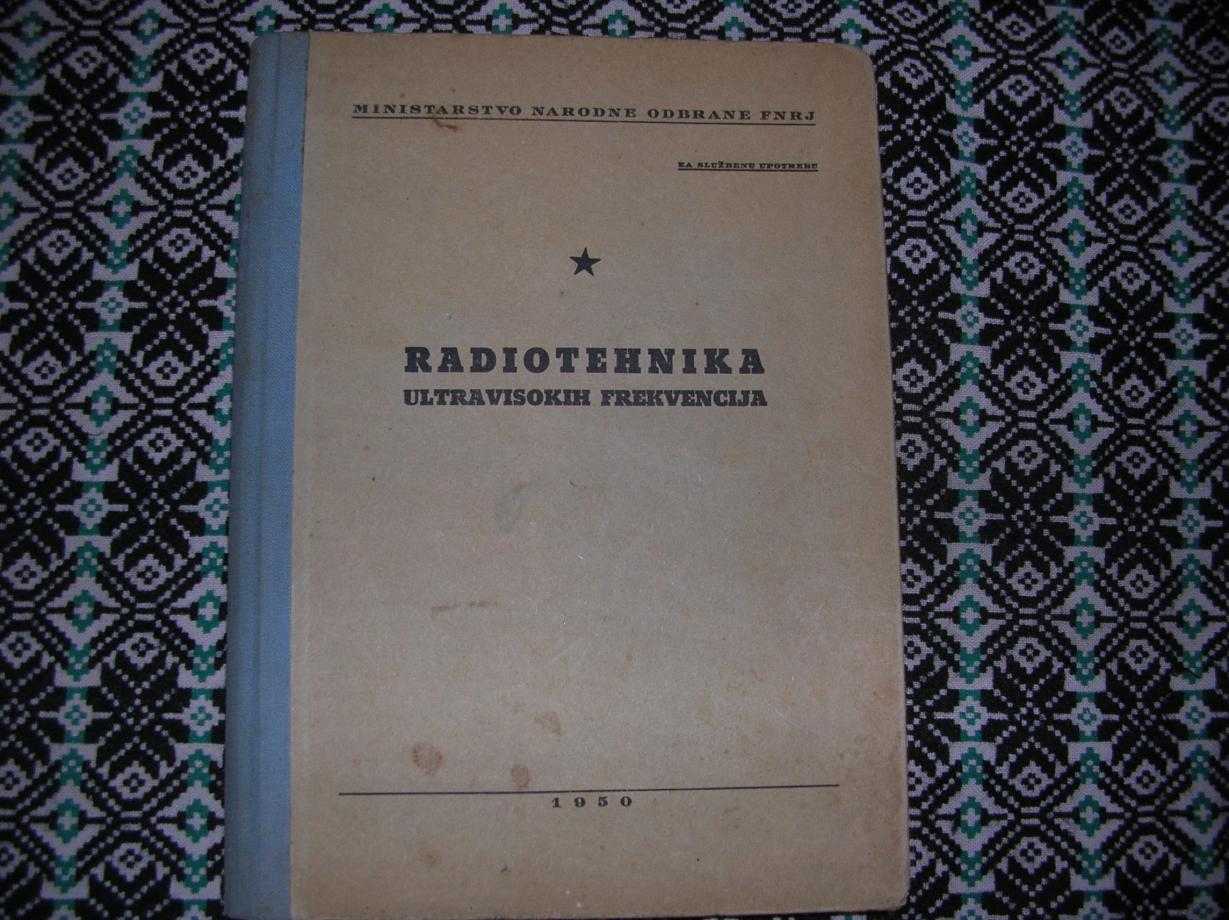 MINISTARSTVO NARODNE ODBRANE FNRJ
ZA SLUŽBENU UPOTREBU
RADIOTEHNIKA
ULTRAVISOKIH FREKVENCIJA
1950